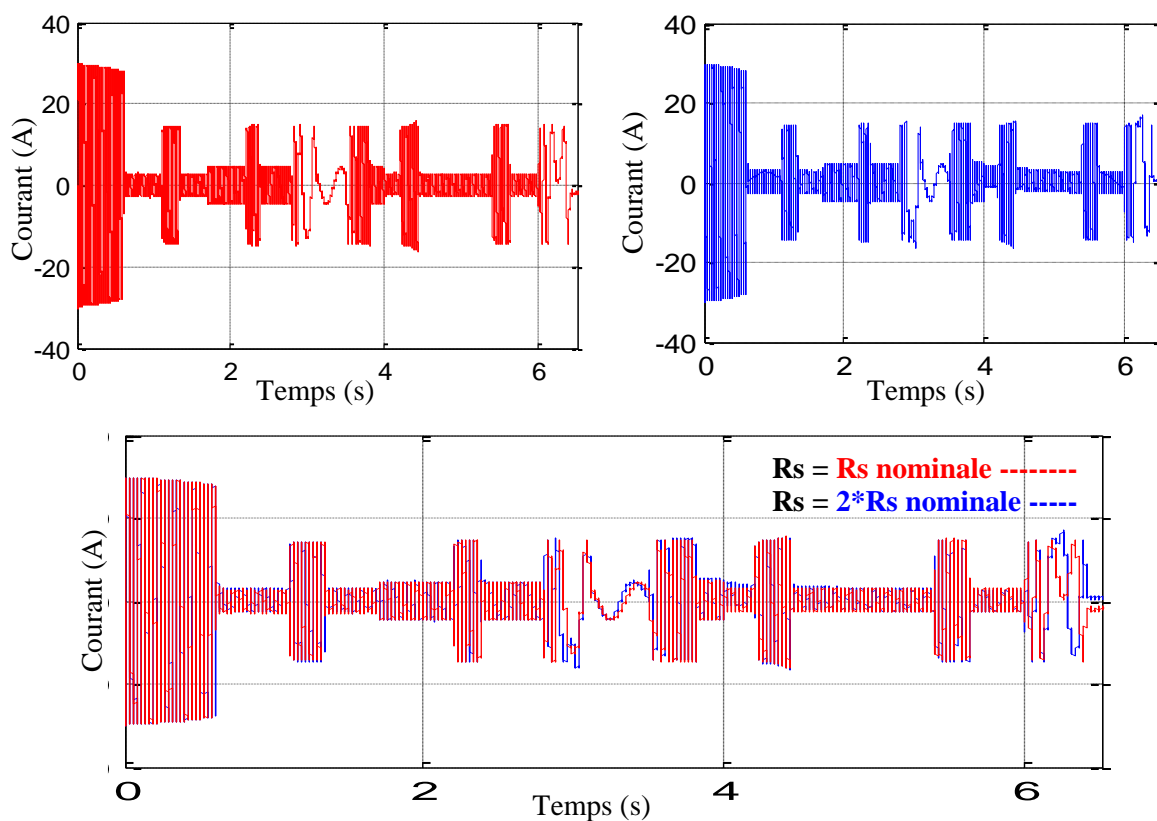 40
20
0
-20
-40
Courant (A)
0 2 4 6
Temps (s)
40
20
0
-20
-40
Courant (A)
0 2 4 6
Temps (s)
Rs = Rs nominale --------
Rs = 2*Rs nominale -----
Courant (A)
0 2 4 6
Temps (s)